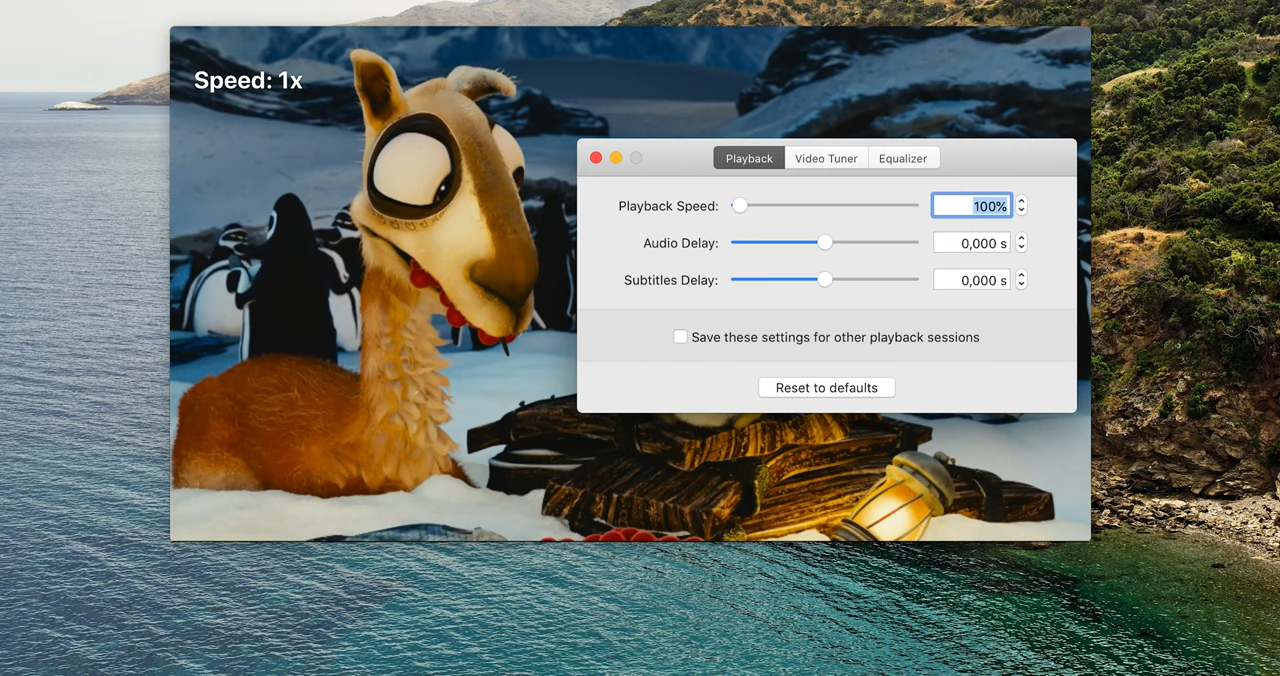 Speed: 1x
Playback Video Tuner Equalizer
Playback Speed: 100%
Audio Delay: 0,000 s
Subtitles Delay: 0,000 s
Save these settings for other playback sessions
Reset to defaults